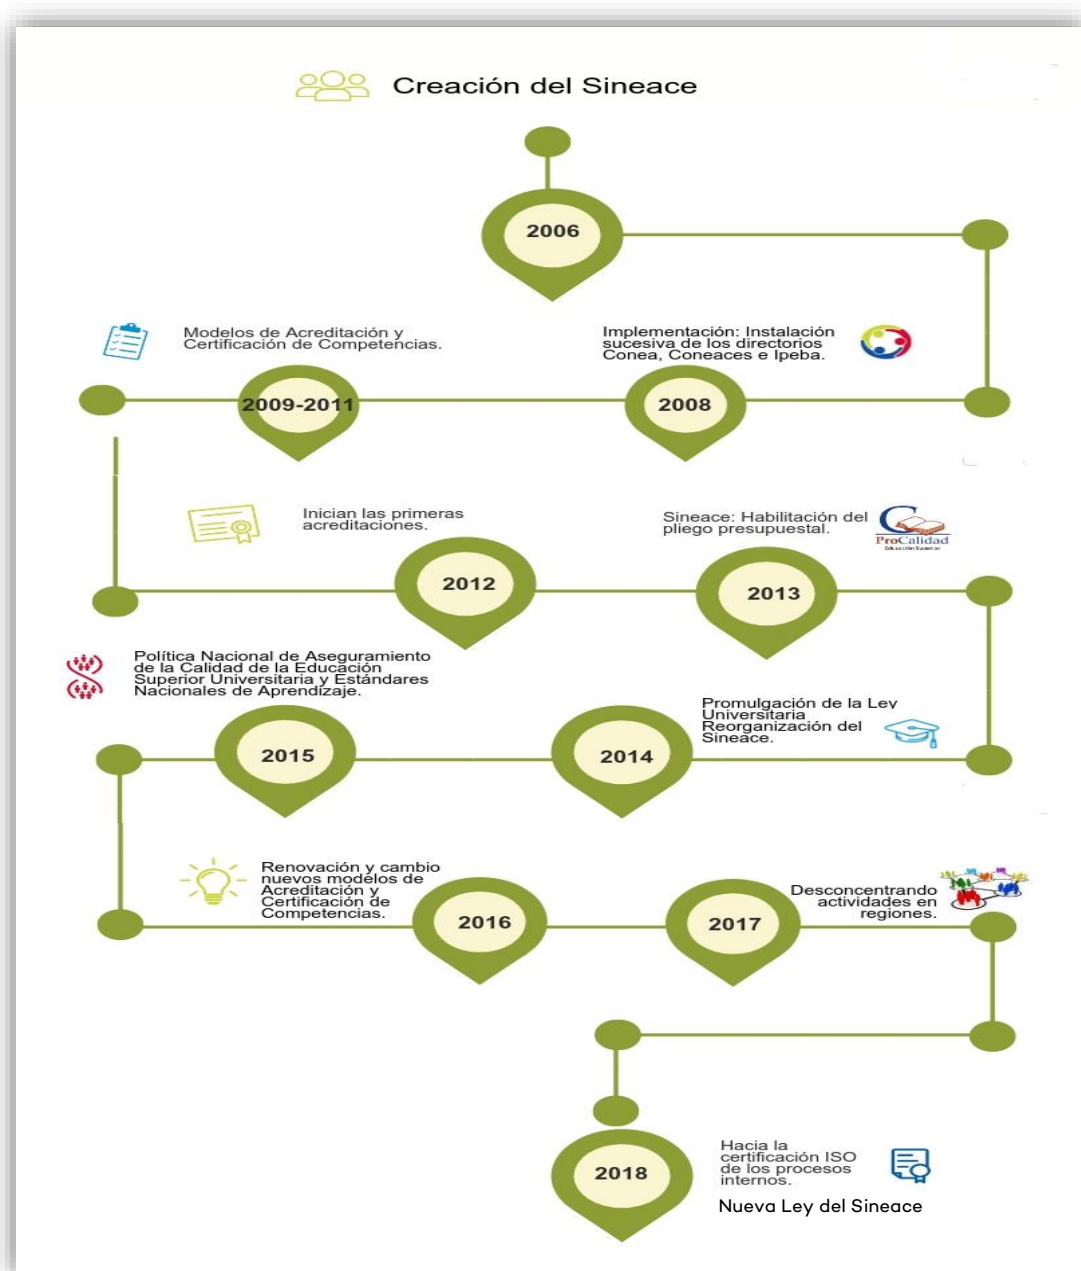 Creación del Sineace
2006
Implementación: Instalación
sucesiva de los directorios
Conea, Coneaces e Ipeba.
2008
Modelos de Acreditación y
Certificación de Competencias.
2009-2011
Inician las primeras
acreditaciones.
2012
Sineace: Habilitación del
pliego presupuestal.
ProCalidad
Educación Superior
2013
Promulgación de la Ley
Universitaria
Reorganización del
Sineace.
2014
Política Nacional de Aseguramiento
de la Calidad de la Educación
Superior Universitaria y Estándares
Nacionales de Aprendizaje.
2015
Renovación y cambio
nuevos modelos de
Acreditación y
Certificación de
Competencias.
2016
Desconcentrando
actividades en
regiones.
2017
2018
Hacia la
certificación ISO
de los procesos
internos.
Nueva Ley del Sineace